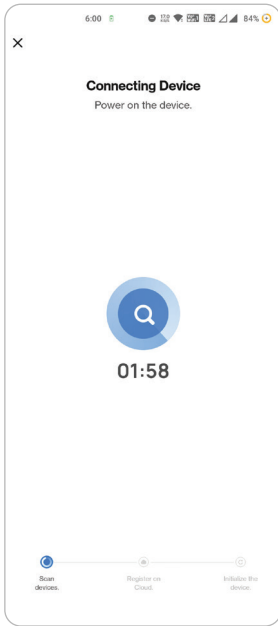 6:00
84%
Connecting Device
Power on the device.
01:58
Scan
devices.
Register on
Cloud.
Initialize the
device.